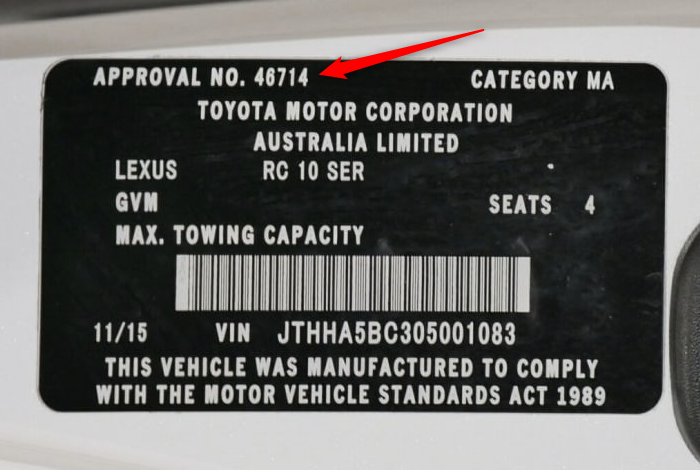 APPROVAL NO. 46714 CATEGORY MA
TOYOTA MOTOR CORPORATION
AUSTRALIA LIMITED
LEXUS RC 10 SER
GVM SEATS 4
MAX. TOWING CAPACITY
11/15 VIN JTHHA5BC305001083
THIS VEHICLE WAS MANUFACTURED TO COMPLY
WITH THE MOTOR VEHICLE STANDARDS ACT 1989